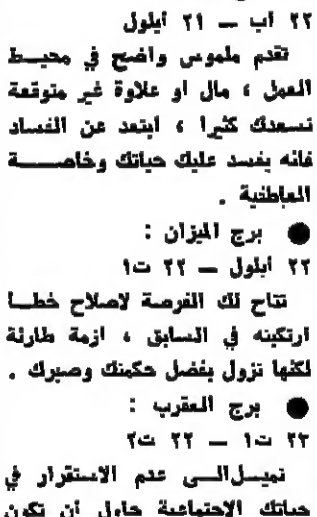 ٢٢ آب — ٢١ أيلول
تقدم ملموس واضح في محيط
العمل ، مال او علاوة غير متوقعة
تسعدك كثيرا ، ابتعد عن الفساد
فانه يفسد عليك حياتك وخاصة
العاطفية .
● برج الميزان :
٢٢ أيلول — ٢٢ ت١
تتاح لك الفرصة لاصلاح خطا
ارتكبته في السابق ، ازمة طارئة
لكنها تزول بفضل حكمتك وصبرك .
● برج العقرب :
٢٣ ت١ — ٢٢ ت٢
تميل الى عدم الاستقرار في
حياتك الاجتماعية حاول أن تكون